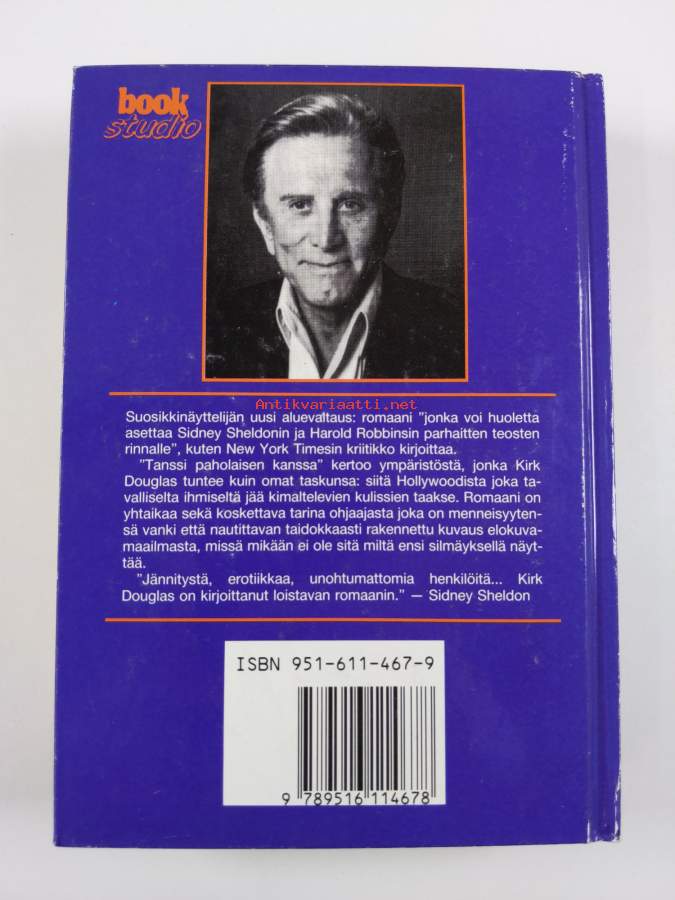 book
studio
Antikvariaatti.net
Suosikkinäyttelijän uusi aluevaltaus: romaani ”jonka voi huoletta
asettaa Sidney Sheldonin ja Harold Robbinsin parhaitten teosten
rinnalle”, kuten New York Timesin kriitikko kirjoittaa.
”Tanssi paholaisen kanssa” kertoo ympäristöstä, jonka Kirk
Douglas tuntee kuin omat taskunsa: siitä Hollywoodista joka ta-
valliselta ihmiseltä jää kimaltelevien kulissien taakse. Romaani on
yhtaikaa sekä koskettava tarina ohjaajasta joka on menneisyyten-
sä vanki että nautittavan taidokkaasti rakennettu kuvaus elokuva-
maailmasta, missä mikään ei ole sitä miltä ensi silmäyksellä näyt-
tää.
”Jännitystä, erotiikkaa, unohtumattomia henkilöitä... Kirk
Douglas on kirjoittanut loistavan romaanin.” — Sidney Sheldon
ISBN 951-611-467-9
9 789516 114678